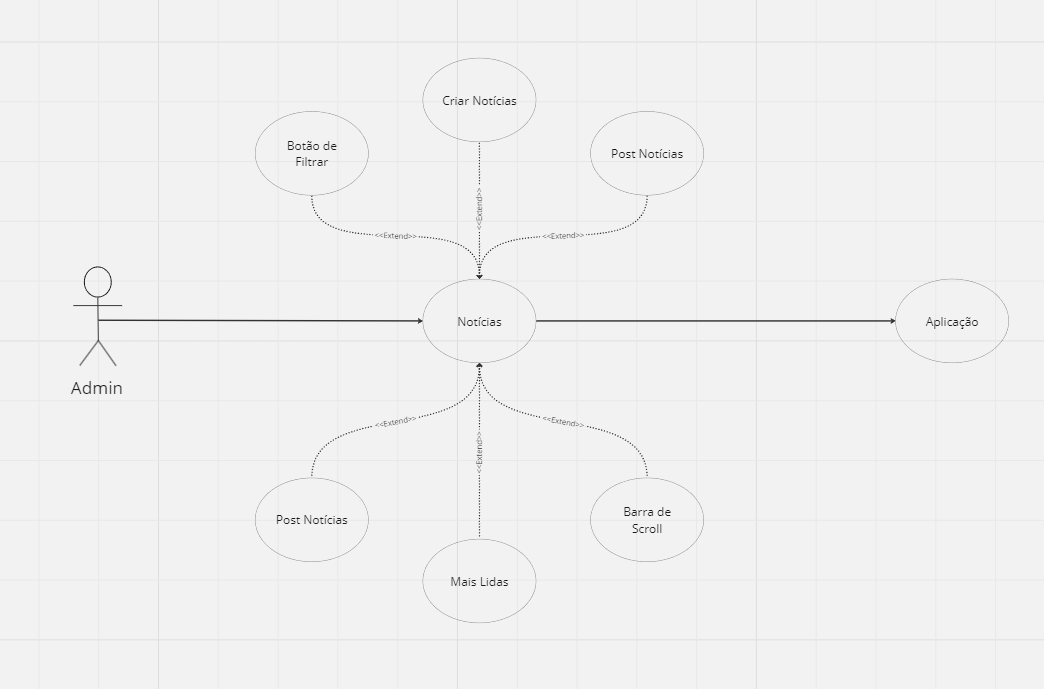 Criar Notícias
Botão de
Filtrar
Post Notícias
<<Extend>>
<<Extend>>
<<Extend>>
Notícias
Aplicação
Admin
<<Extend>>
<<Extend>>
<<Extend>>
Post Notícias
Barra de
Scroll
Mais Lidas